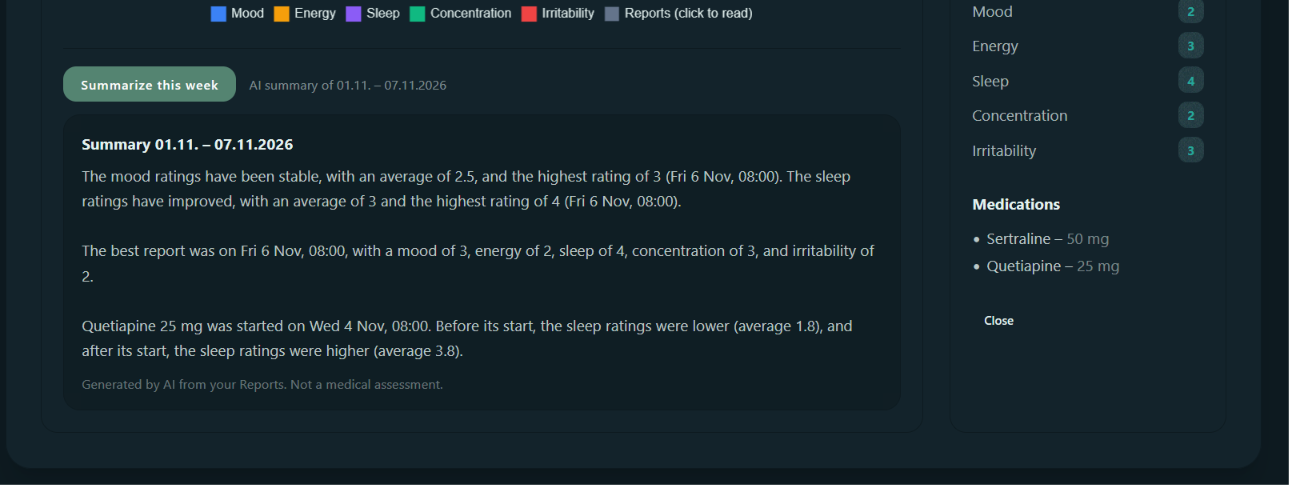 Mood Energy Sleep Concentration Irritability Reports (click to read)
Summarize this week
AI summary of 01.11. – 07.11.2026
Summary 01.11. – 07.11.2026
The mood ratings have been stable, with an average of 2.5, and the highest rating of 3 (Fri 6 Nov, 08:00). The sleep
ratings have improved, with an average of 3 and the highest rating of 4 (Fri 6 Nov, 08:00).
The best report was on Fri 6 Nov, 08:00, with a mood of 3, energy of 2, sleep of 4, concentration of 3, and irritability of
2.
Quetiapine 25 mg was started on Wed 4 Nov, 08:00. Before its start, the sleep ratings were lower (average 1.8), and
after its start, the sleep ratings were higher (average 3.8).
Generated by AI from your Reports. Not a medical assessment.
Mood 2
Energy 3
Sleep 4
Concentration 2
Irritability 3
Medications
• Sertraline – 50 mg
• Quetiapine – 25 mg
Close